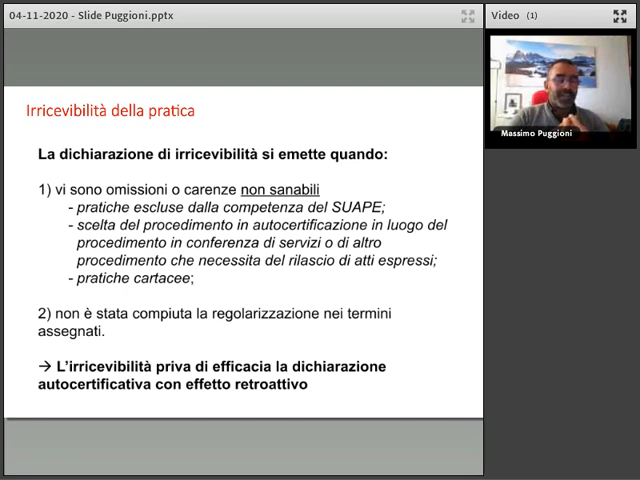 04-11-2020 - Slide Puggioni.pptx
Video (1)
Massimo Puggioni
Irricevibilità della pratica
La dichiarazione di irricevibilità si emette quando:
1) vi sono omissioni o carenze non sanabili
- pratiche escluse dalla competenza del SUAPE;
- scelta del procedimento in autocertificazione in luogo del
procedimento in conferenza di servizi o di altro
procedimento che necessita del rilascio di atti espressi;
- pratiche cartacee;
2) non è stata compiuta la regolarizzazione nei termini
assegnati.
→ L'irricevibilità priva di efficacia la dichiarazione
autocertificativa con effetto retroattivo